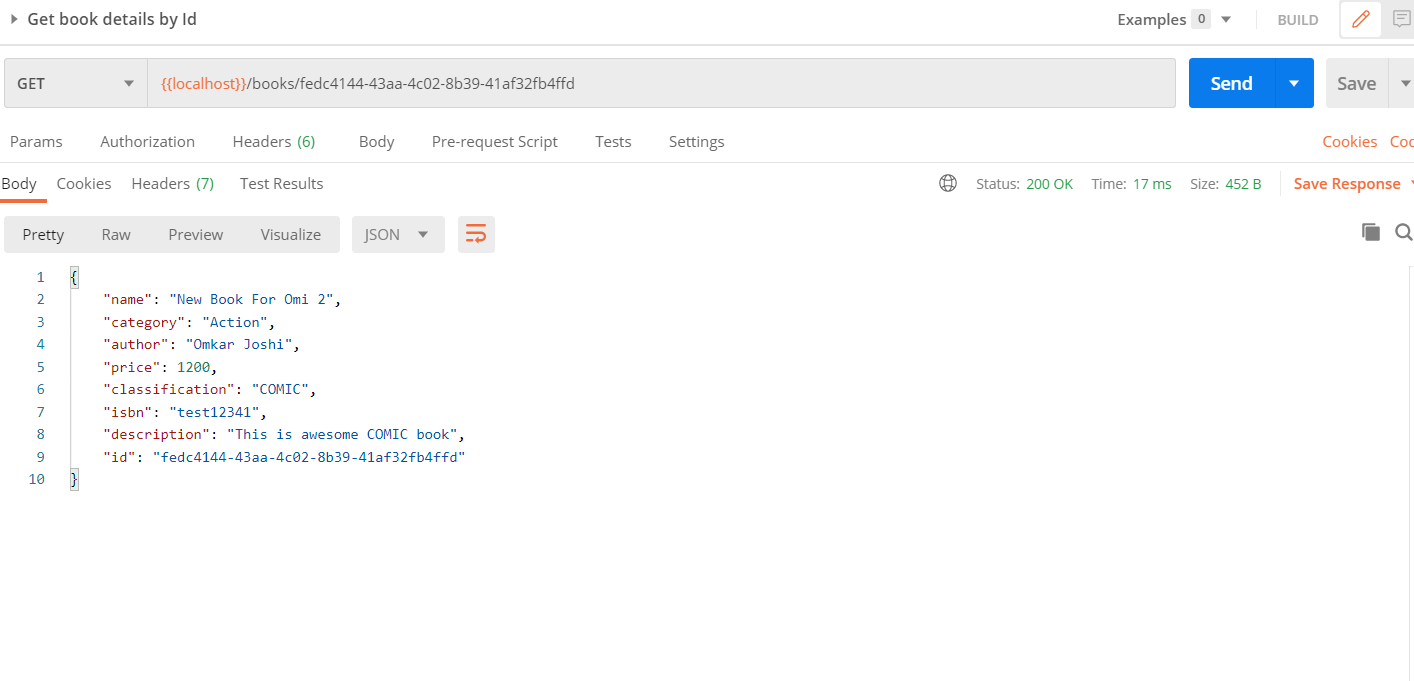 Get book details by Id Examples 0 BUILD
GET {{localhost}}/books/fedc4144-43aa-4c02-8b39-41af32fb4ffd Send Save
Params Authorization Headers (6) Body Pre-request Script Tests Settings Cookies Coc
Body Cookies Headers (7) Test Results Status: 200 OK Time: 17 ms Size: 452 B Save Response
Pretty Raw Preview Visualize JSON
1 {
2 "name": "New Book For Omi 2",
3 "category": "Action",
4 "author": "Omkar Joshi",
5 "price": 1200,
6 "classification": "COMIC",
7 "isbn": "test12341",
8 "description": "This is awesome COMIC book",
9 "id": "fedc4144-43aa-4c02-8b39-41af32fb4ffd"
10 }